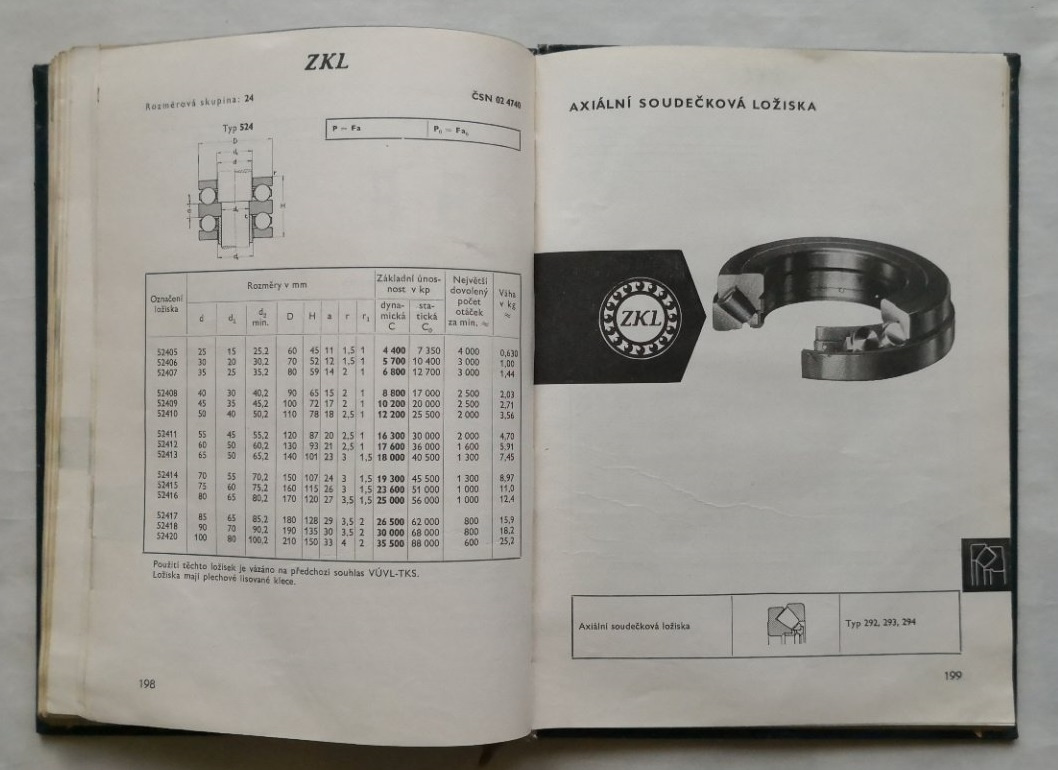 ZKL
Rozměrová skupina: 24
ČSN 02 4740
Typ 524
P = Fa
P₀ = Fa₀
D
d₁
d
r
H
Označení ložiska
Rozměry v mm
Základní únosnost v kp
Největší dovolený počet otáček za min. ≈
Váha v kg ≈
d d₁ d₂ min. D H a r r₁ dynamická C statická C₀
52405 25 15 25,2 60 45 11 1,5 1 4 400 7 350 4 000 0,630
52406 30 20 30,2 70 52 12 1,5 1 5 700 10 400 3 000 1,00
52407 35 25 35,2 80 59 14 2 1 6 800 12 700 3 000 1,44
52408 40 30 40,2 90 65 15 2 1 8 800 17 000 2 500 2,03
52409 45 35 45,2 100 72 17 2 1 10 200 20 000 2 500 2,71
52410 50 40 50,2 110 78 18 2,5 1 12 200 25 500 2 000 3,56
52411 55 45 55,2 120 87 20 2,5 1 16 300 30 000 2 000 4,70
52412 60 50 60,2 130 93 21 2,5 1 17 600 36 000 1 600 5,91
52413 65 50 65,2 140 101 23 3 1,5 18 000 40 500 1 300 7,45
52414 70 55 70,2 150 107 24 3 1,5 19 300 45 500 1 300 8,97
52415 75 60 75,2 160 115 26 3 1,5 23 600 51 000 1 000 11,0
52416 80 65 80,2 170 120 27 3,5 1,5 25 000 56 000 1 000 12,4
52417 85 65 85,2 180 128 29 3,5 2 26 500 62 000 800 15,9
52418 90 70 90,2 190 135 30 3,5 2 30 000 68 000 800 18,2
52420 100 80 100,2 210 150 33 4 2 35 500 88 000 600 25,2
Použití těchto ložisek je vázáno na předchozí souhlas VÚVL-TKS.
Ložiska mají plechové lisované klece.
198
AXIÁLNÍ SOUDEČKOVÁ LOŽISKA
ZKL
Axiální soudečková ložiska
Typ 292, 293, 294
199